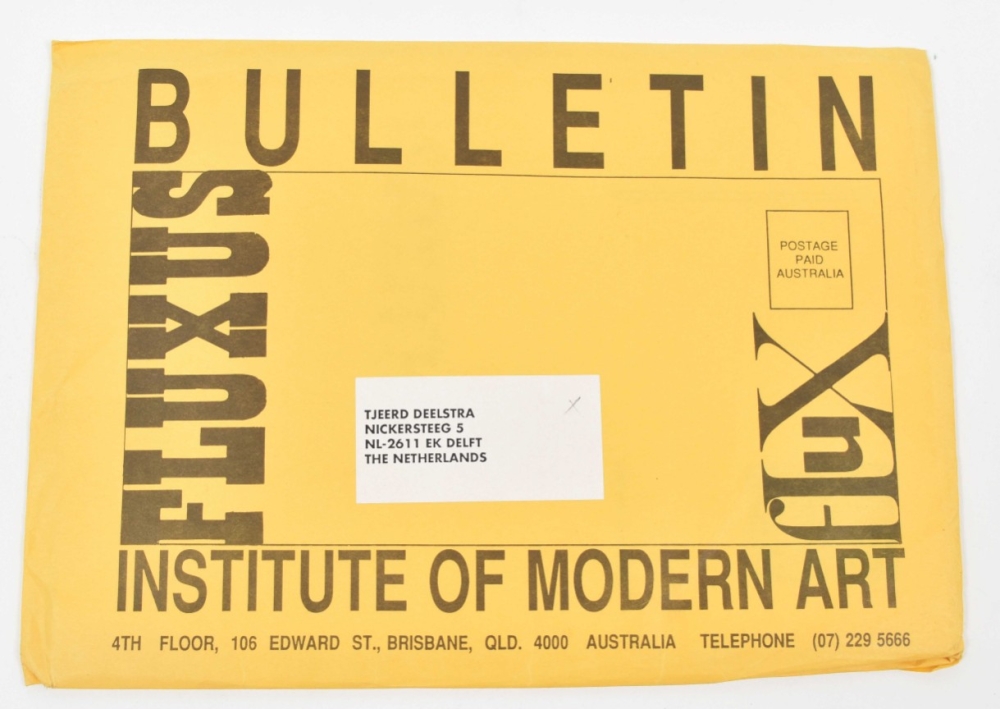 BULLETIN
FLUXUS
POSTAGE
PAID
AUSTRALIA
fluX
TJEERD DEELSTRA
NICKERSTEEG 5
NL-2611 EK DELFT
THE NETHERLANDS
INSTITUTE OF MODERN ART
4TH FLOOR, 106 EDWARD ST., BRISBANE, QLD. 4000 AUSTRALIA TELEPHONE (07) 229 5666